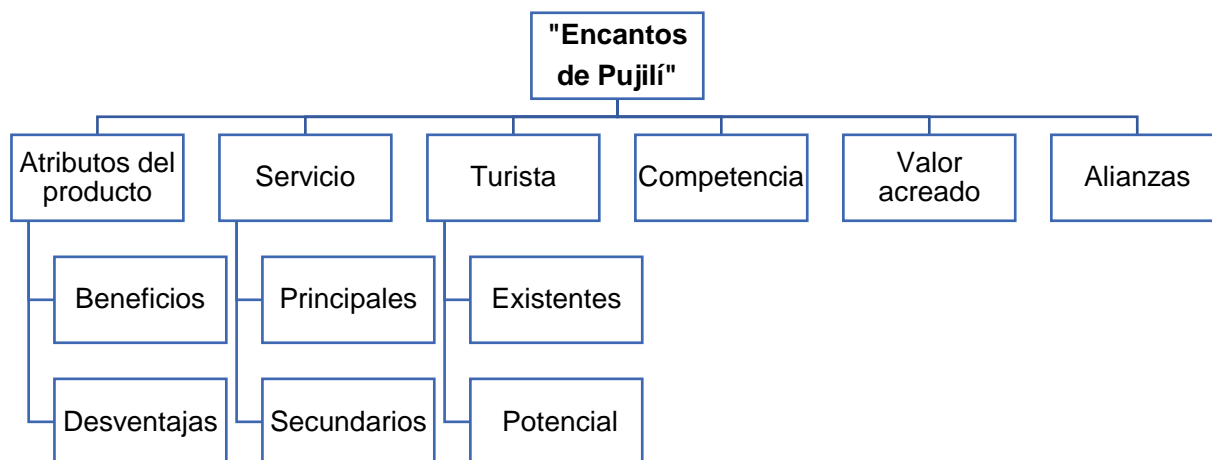 "Encantos
de Pujilí"
Atributos del
producto
Servicio
Turista
Competencia
Valor
acreado
Alianzas
Beneficios
Principales
Existentes
Desventajas
Secundarios
Potencial